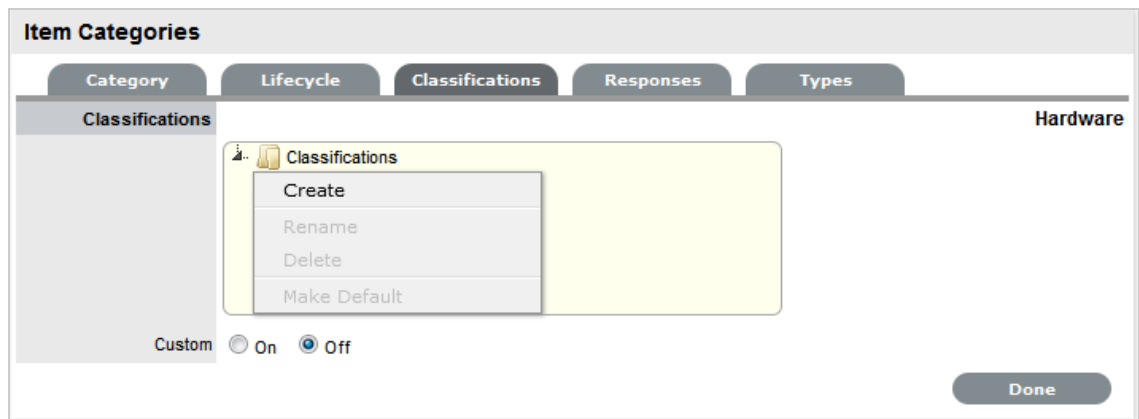 Item Categories
Category Lifecycle Classifications Responses Types
Classifications Hardware
Classifications
Create
Rename
Delete
Make Default
Custom On Off
Done